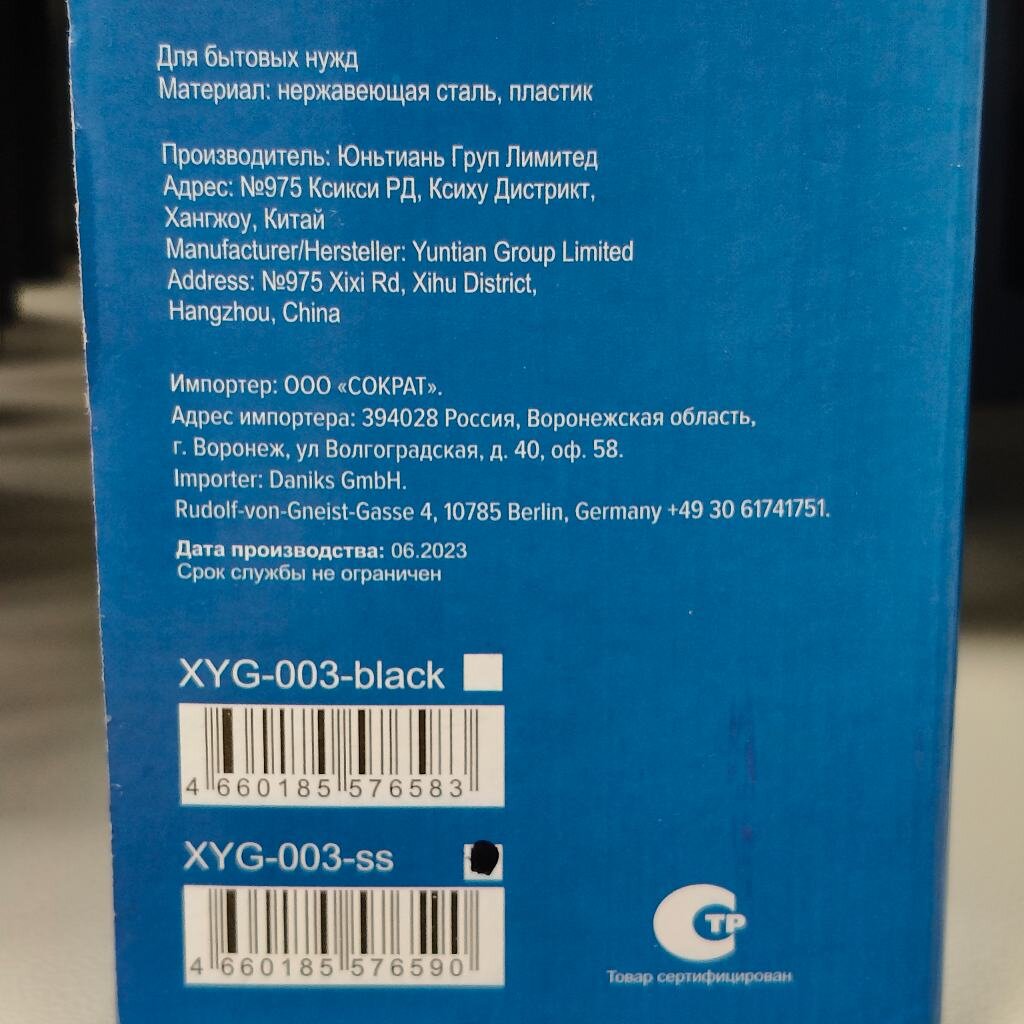 Для бытовых нужд
Материал: нержавеющая сталь, пластик
Производитель: Юньтиань Груп Лимитед
Адрес: №975 Ксикси РД, Ксиху Дистрикт,
Хангжоу, Китай
Manufacturer/Hersteller: Yuntian Group Limited
Address: №975 Xixi Rd, Xihu District,
Hangzhou, China
Импортер: ООО «СОКРАТ».
Адрес импортера: 394028 Россия, Воронежская область,
г. Воронеж, ул Волгоградская, д. 40, оф. 58.
Importer: Daniks GmbH.
Rudolf-von-Gneist-Gasse 4, 10785 Berlin, Germany +49 30 61741751.
Дата производства: 06.2023
Срок службы не ограничен
XYG-003-black
4 660185 576583
XYG-003-ss
4 660185 576590
СТР
Товар сертифицирован